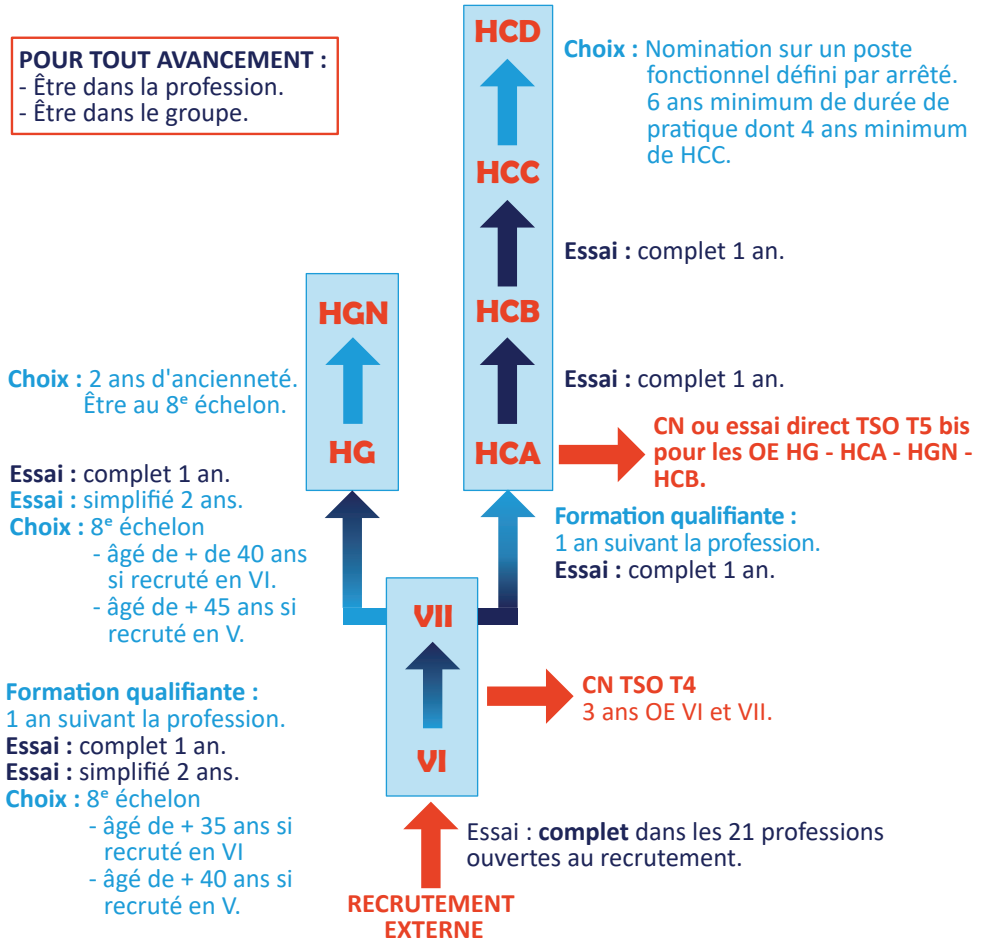 POUR TOUT AVANCEMENT :
- Être dans la profession.
- Être dans le groupe.
HCD
Choix : Nomination sur un poste
fonctionnel défini par arrêté.
6 ans minimum de durée de
pratique dont 4 ans minimum
de HCC.
HCC
Essai : complet 1 an.
HCB
Essai : complet 1 an.
HCA
CN ou essai direct TSO T5 bis
pour les OE HG - HCA - HGN -
HCB.
HGN
Choix : 2 ans d'ancienneté.
Être au 8ᵉ échelon.
HG
Essai : complet 1 an.
Essai : simplifié 2 ans.
Choix : 8ᵉ échelon
- âgé de + de 40 ans
si recruté en VI.
- âgé de + 45 ans si
recruté en V.
Formation qualifiante :
1 an suivant la profession.
Essai : complet 1 an.
VII
CN TSO T4
3 ans OE VI et VII.
VI
Formation qualifiante :
1 an suivant la profession.
Essai : complet 1 an.
Essai : simplifié 2 ans.
Choix : 8ᵉ échelon
- âgé de + 35 ans si
recruté en VI
- âgé de + 40 ans si
recruté en V.
Essai : complet dans les 21 professions
ouvertes au recrutement.
RECRUTEMENT
EXTERNE